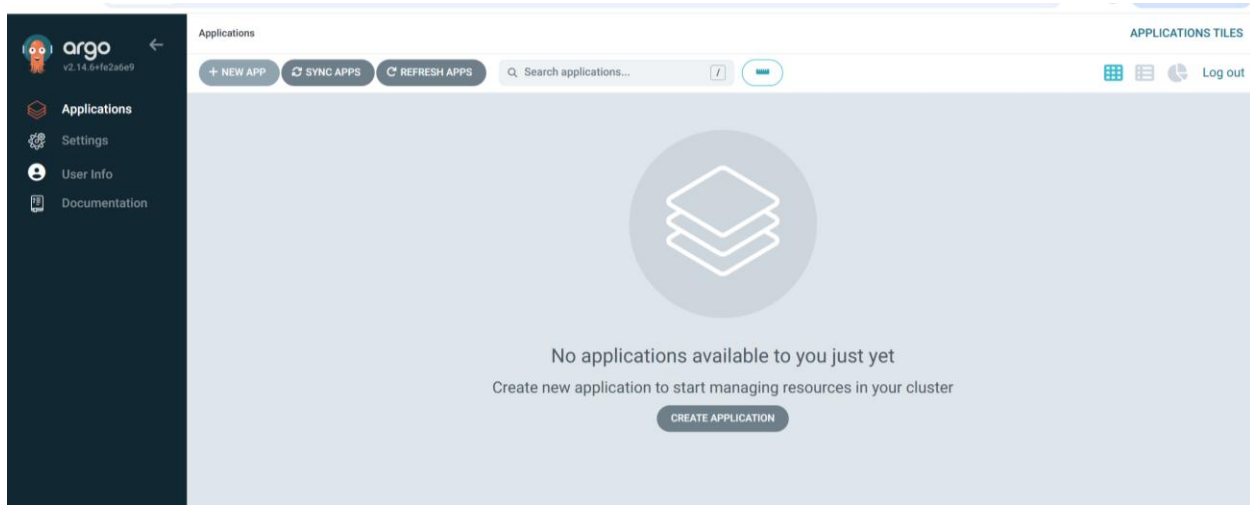 argo
v2.14.6+fe2a6e9
Applications
Settings
User Info
Documentation
Applications
APPLICATIONS TILES
+ NEW APP SYNC APPS REFRESH APPS Search applications... / Log out
No applications available to you just yet
Create new application to start managing resources in your cluster
CREATE APPLICATION